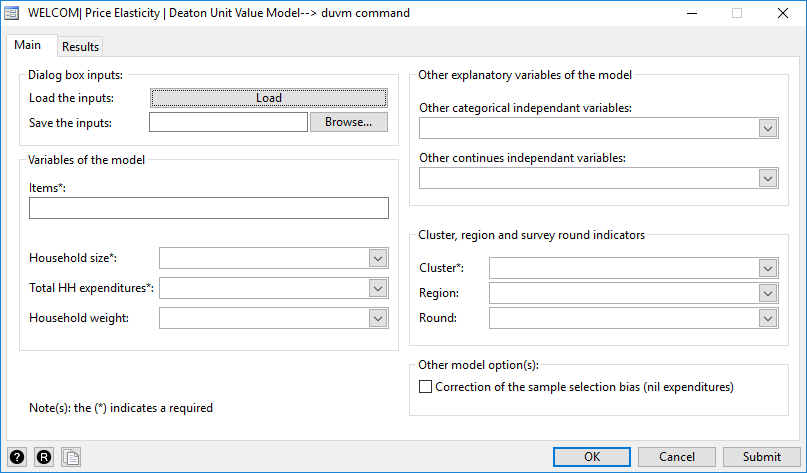 WELCOM| Price Elasticity | Deaton Unit Value Model--> duvm command
Main Results
Dialog box inputs:
Load the inputs: Load
Save the inputs: Browse...
Variables of the model
Items*:
Household size*:
Total HH expenditures*:
Household weight:
Note(s): the (*) indicates a required
Other explanatory variables of the model
Other categorical independant variables:
Other continues independant variables:
Cluster, region and survey round indicators
Cluster*:
Region:
Round:
Other model option(s):
Correction of the sample selection bias (nil expenditures)
? R OK Cancel Submit